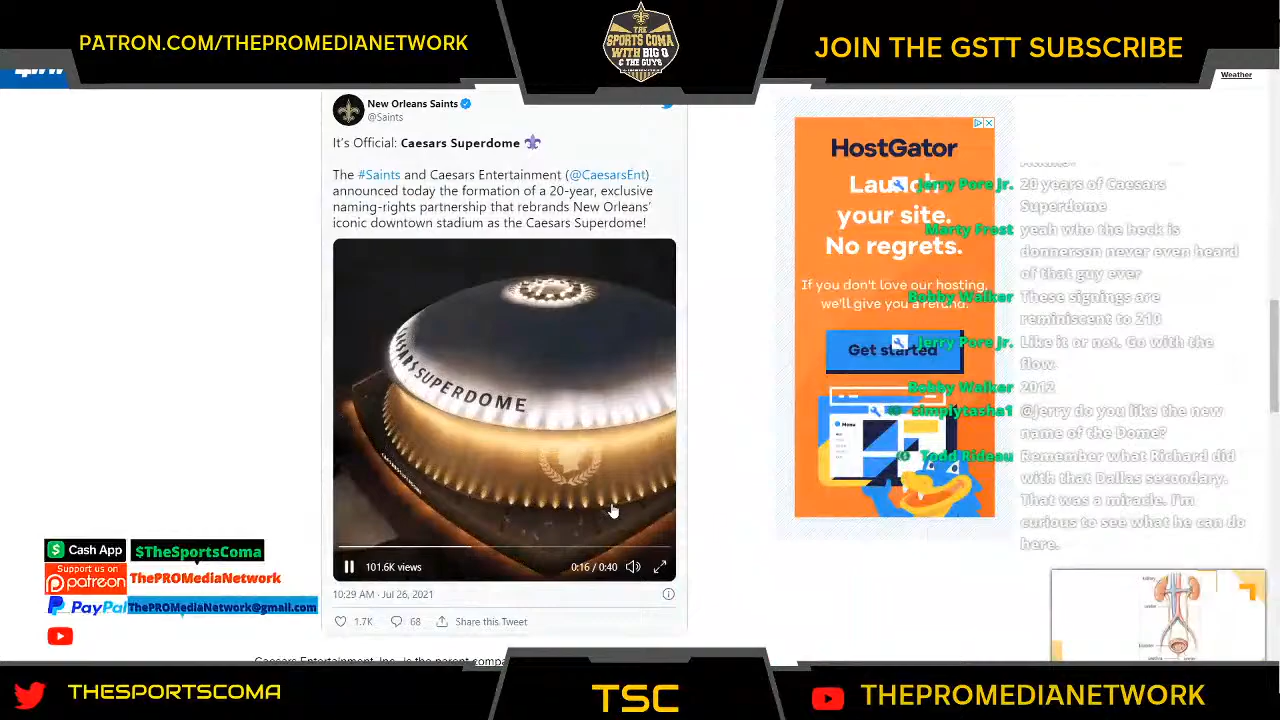 PATRON.COM/THEPROMEDIANETWORK
THE
SPORTS COMA
WITH BIG Q
& THE GUYS
JOIN THE GSTT SUBSCRIBE
Weather
New Orleans Saints
@Saints
It's Official: Caesars Superdome
The #Saints and Caesars Entertainment (@CaesarsEnt)
announced today the formation of a 20-year, exclusive
naming-rights partnership that rebrands New Orleans'
iconic downtown stadium as the Caesars Superdome!
CAESARS SUPERDOME
101.6K views
0:16 / 0:40
10:29 AM · Jul 26, 2021
1.7K
68
Share this Tweet
HostGator
Launch
your site.
No regrets.
If you don't love our hosting,
we'll give you a refund.
Get started
Menu
Jerry Pore Jr. 20 years of Caesars
Superdome
Marty Frost yeah who the heck is
donnerson never even heard
of that guy ever
Bobby Walker These signings are
reminiscent to 210
Jerry Pore Jr. Like it or not. Go with the
flow.
Bobby Walker 2012
simplytasha1 @Jerry do you like the new
name of the Dome?
Todd Rideau Remember what Richard did
with that Dallas secundary.
That was a miracle. I'm
curious to see what he can do
here.
Cash App
$TheSportsComa
Support us on
patreon
ThePROMediaNetwork
PayPal
ThePROMediaNetwork@gmail.com
kidney
ureter
bladder
urethra
THESPORTSCOMA
TSC
THEPROMEDIANETWORK